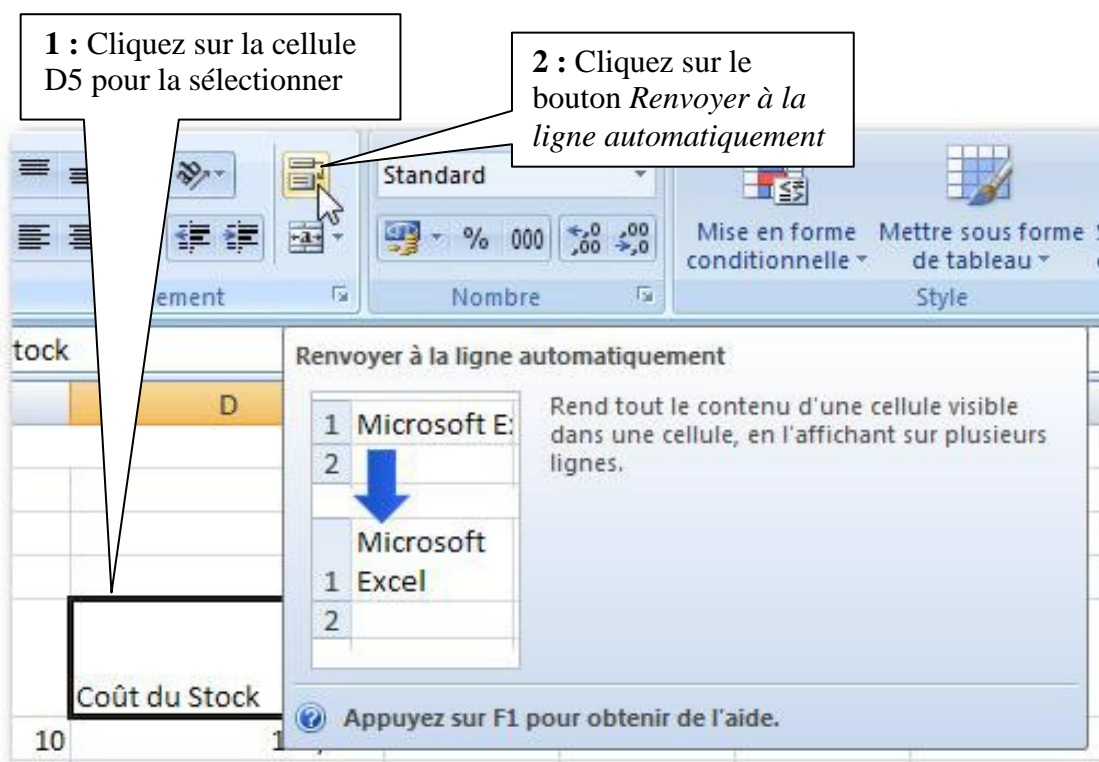 1 : Cliquez sur la cellule
D5 pour la sélectionner
2 : Cliquez sur le
bouton Renvoyer à la
ligne automatiquement
Standard
% 000 ,00 ,00
Mise en forme
conditionnelle
Mettre sous forme
de tableau
Nombre
Style
tock
Renvoyer à la ligne automatiquement
D
1 Microsoft E
2
Microsoft
1 Excel
2
Rend tout le contenu d'une cellule visible
dans une cellule, en l'affichant sur plusieurs
lignes.
Coût du Stock
Appuyez sur F1 pour obtenir de l'aide.
10